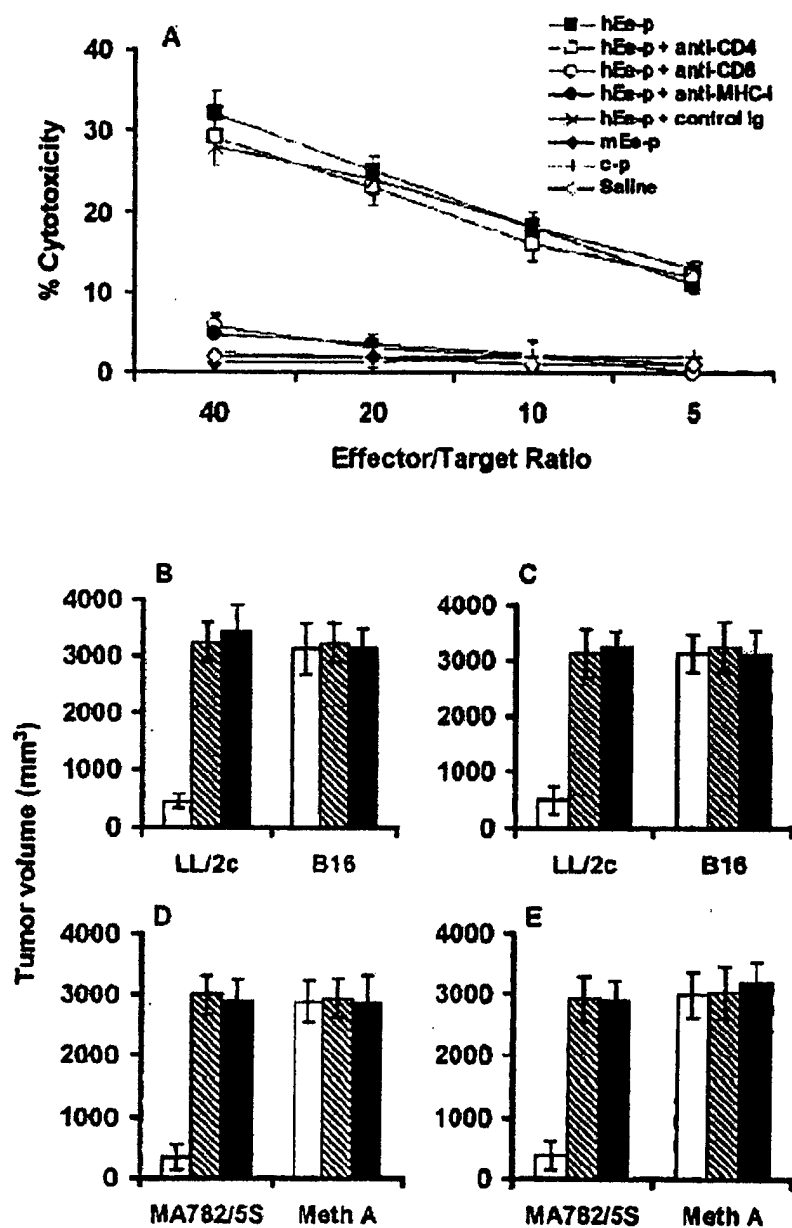 A
hEe-p
hEe-p + anti-CD4
hEe-p + anti-CD8
hEe-p + anti-MHC-I
hEe-p + control Ig
mEe-p
c-p
Saline
% Cytotoxicity
40
30
20
10
0
40 20 10 5
Effector/Target Ratio
Tumor volume (mm³)
B
4000
3000
2000
1000
0
LL/2c B16
C
4000
3000
2000
1000
0
LL/2c B16
D
4000
3000
2000
1000
0
MA782/5S Meth A
E
4000
3000
2000
1000
0
MA782/5S Meth A